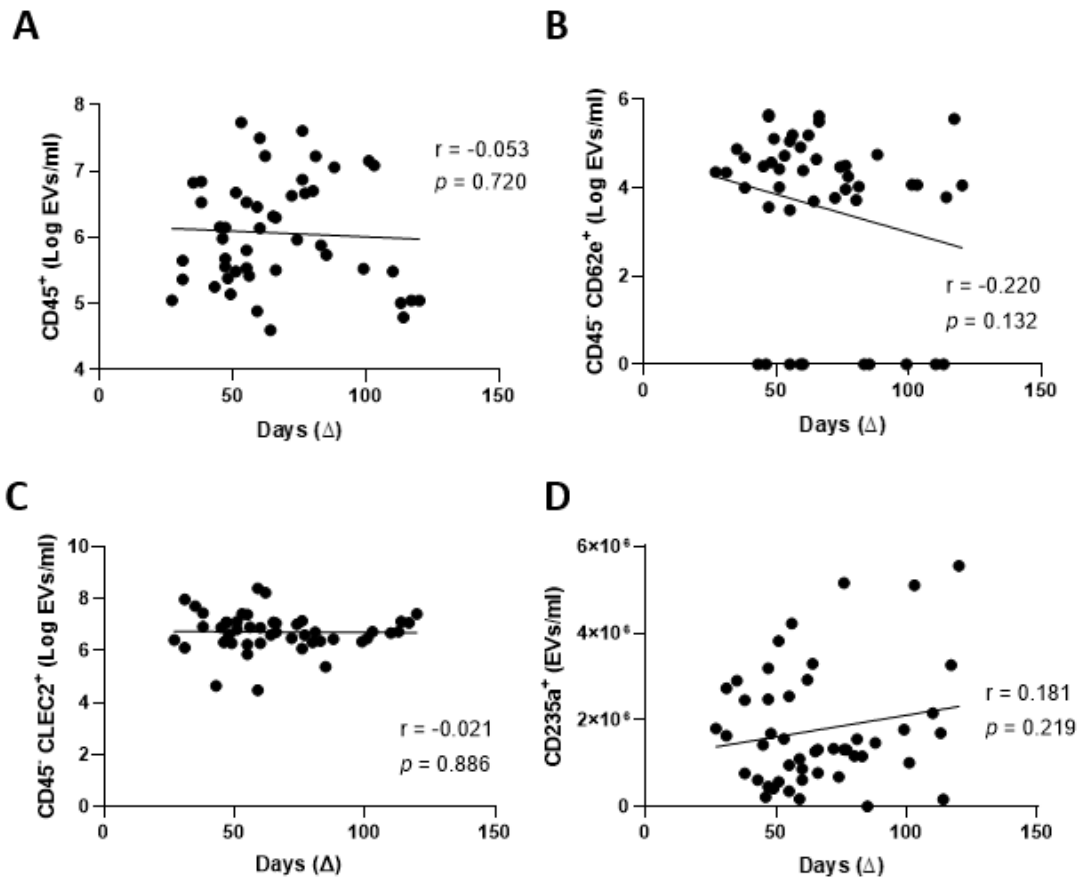 A
CD45⁺ (Log EVs/ml)
8
7
6
5
4
r = -0.053
p = 0.720
0
50
100
150
Days (Δ)
B
CD45⁻ CD62e⁺ (Log EVs/ml)
6
4
2
0
r = -0.220
p = 0.132
0
50
100
150
Days (Δ)
C
CD45⁻ CLEC2⁺ (Log EVs/ml)
10
8
6
4
2
0
r = -0.021
p = 0.886
0
50
100
150
Days (Δ)
D
CD235a⁺ (EVs/ml)
6×10⁶
4×10⁶
2×10⁶
0
r = 0.181
p = 0.219
0
50
100
150
Days (Δ)